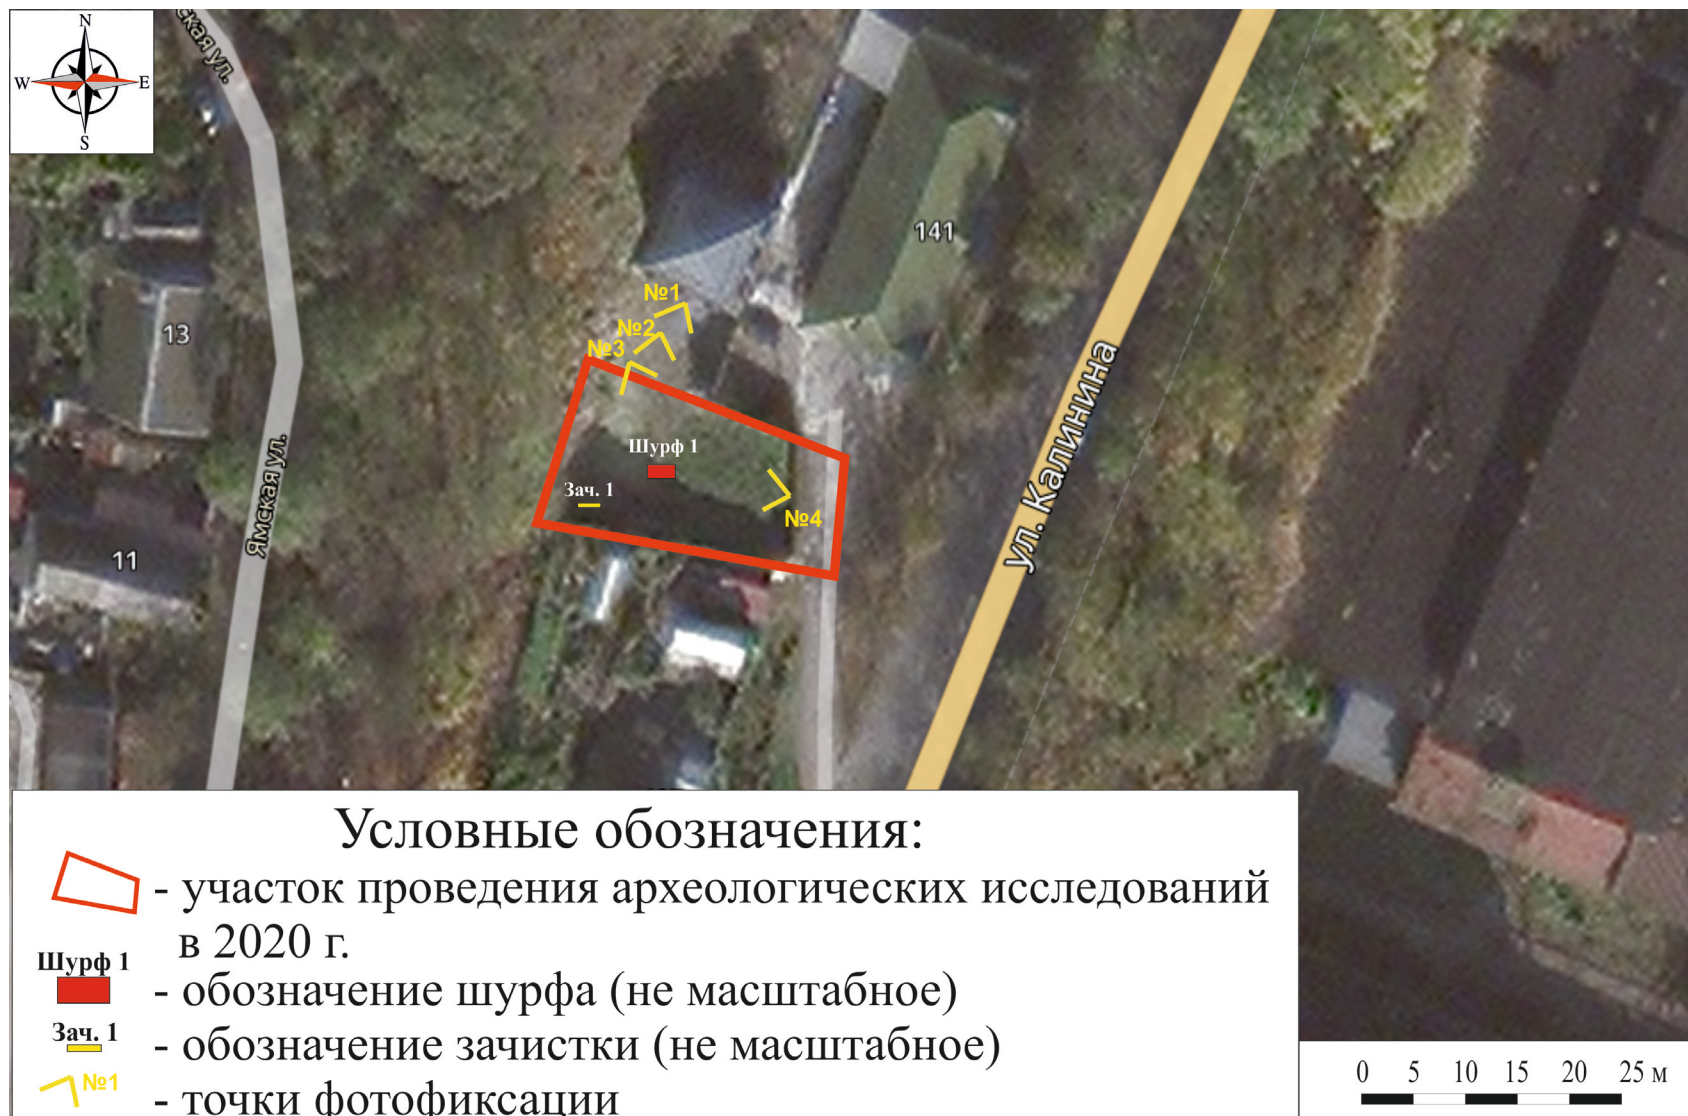 N
W E
S
ская ул.
141
13
№1
№2
№3
Шурф 1
Зач. 1
№4
ул. Калинина
Ямская ул.
11
Условные обозначения:
- участок проведения археологических исследований
в 2020 г.
Шурф 1
- обозначение шурфа (не масштабное)
Зач. 1
- обозначение зачистки (не масштабное)
№1
- точки фотофиксации
0 5 10 15 20 25 м